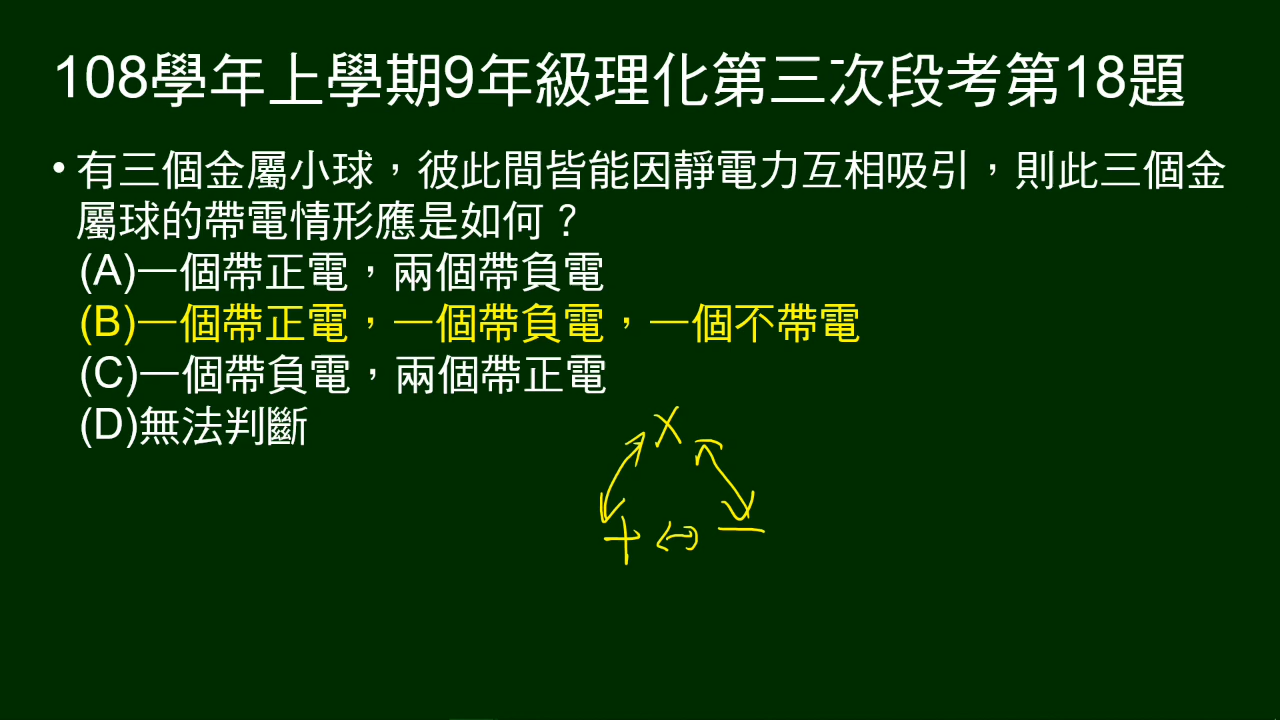 108學年上學期9年級理化第三次段考第18題
•有三個金屬小球，彼此間皆能因靜電力互相吸引，則此三個金
屬球的帶電情形應是如何？
(A)一個帶正電，兩個帶負電
(B)一個帶正電，一個帶負電，一個不帶電
(C)一個帶負電，兩個帶正電
(D)無法判斷
X
+ ↔ −